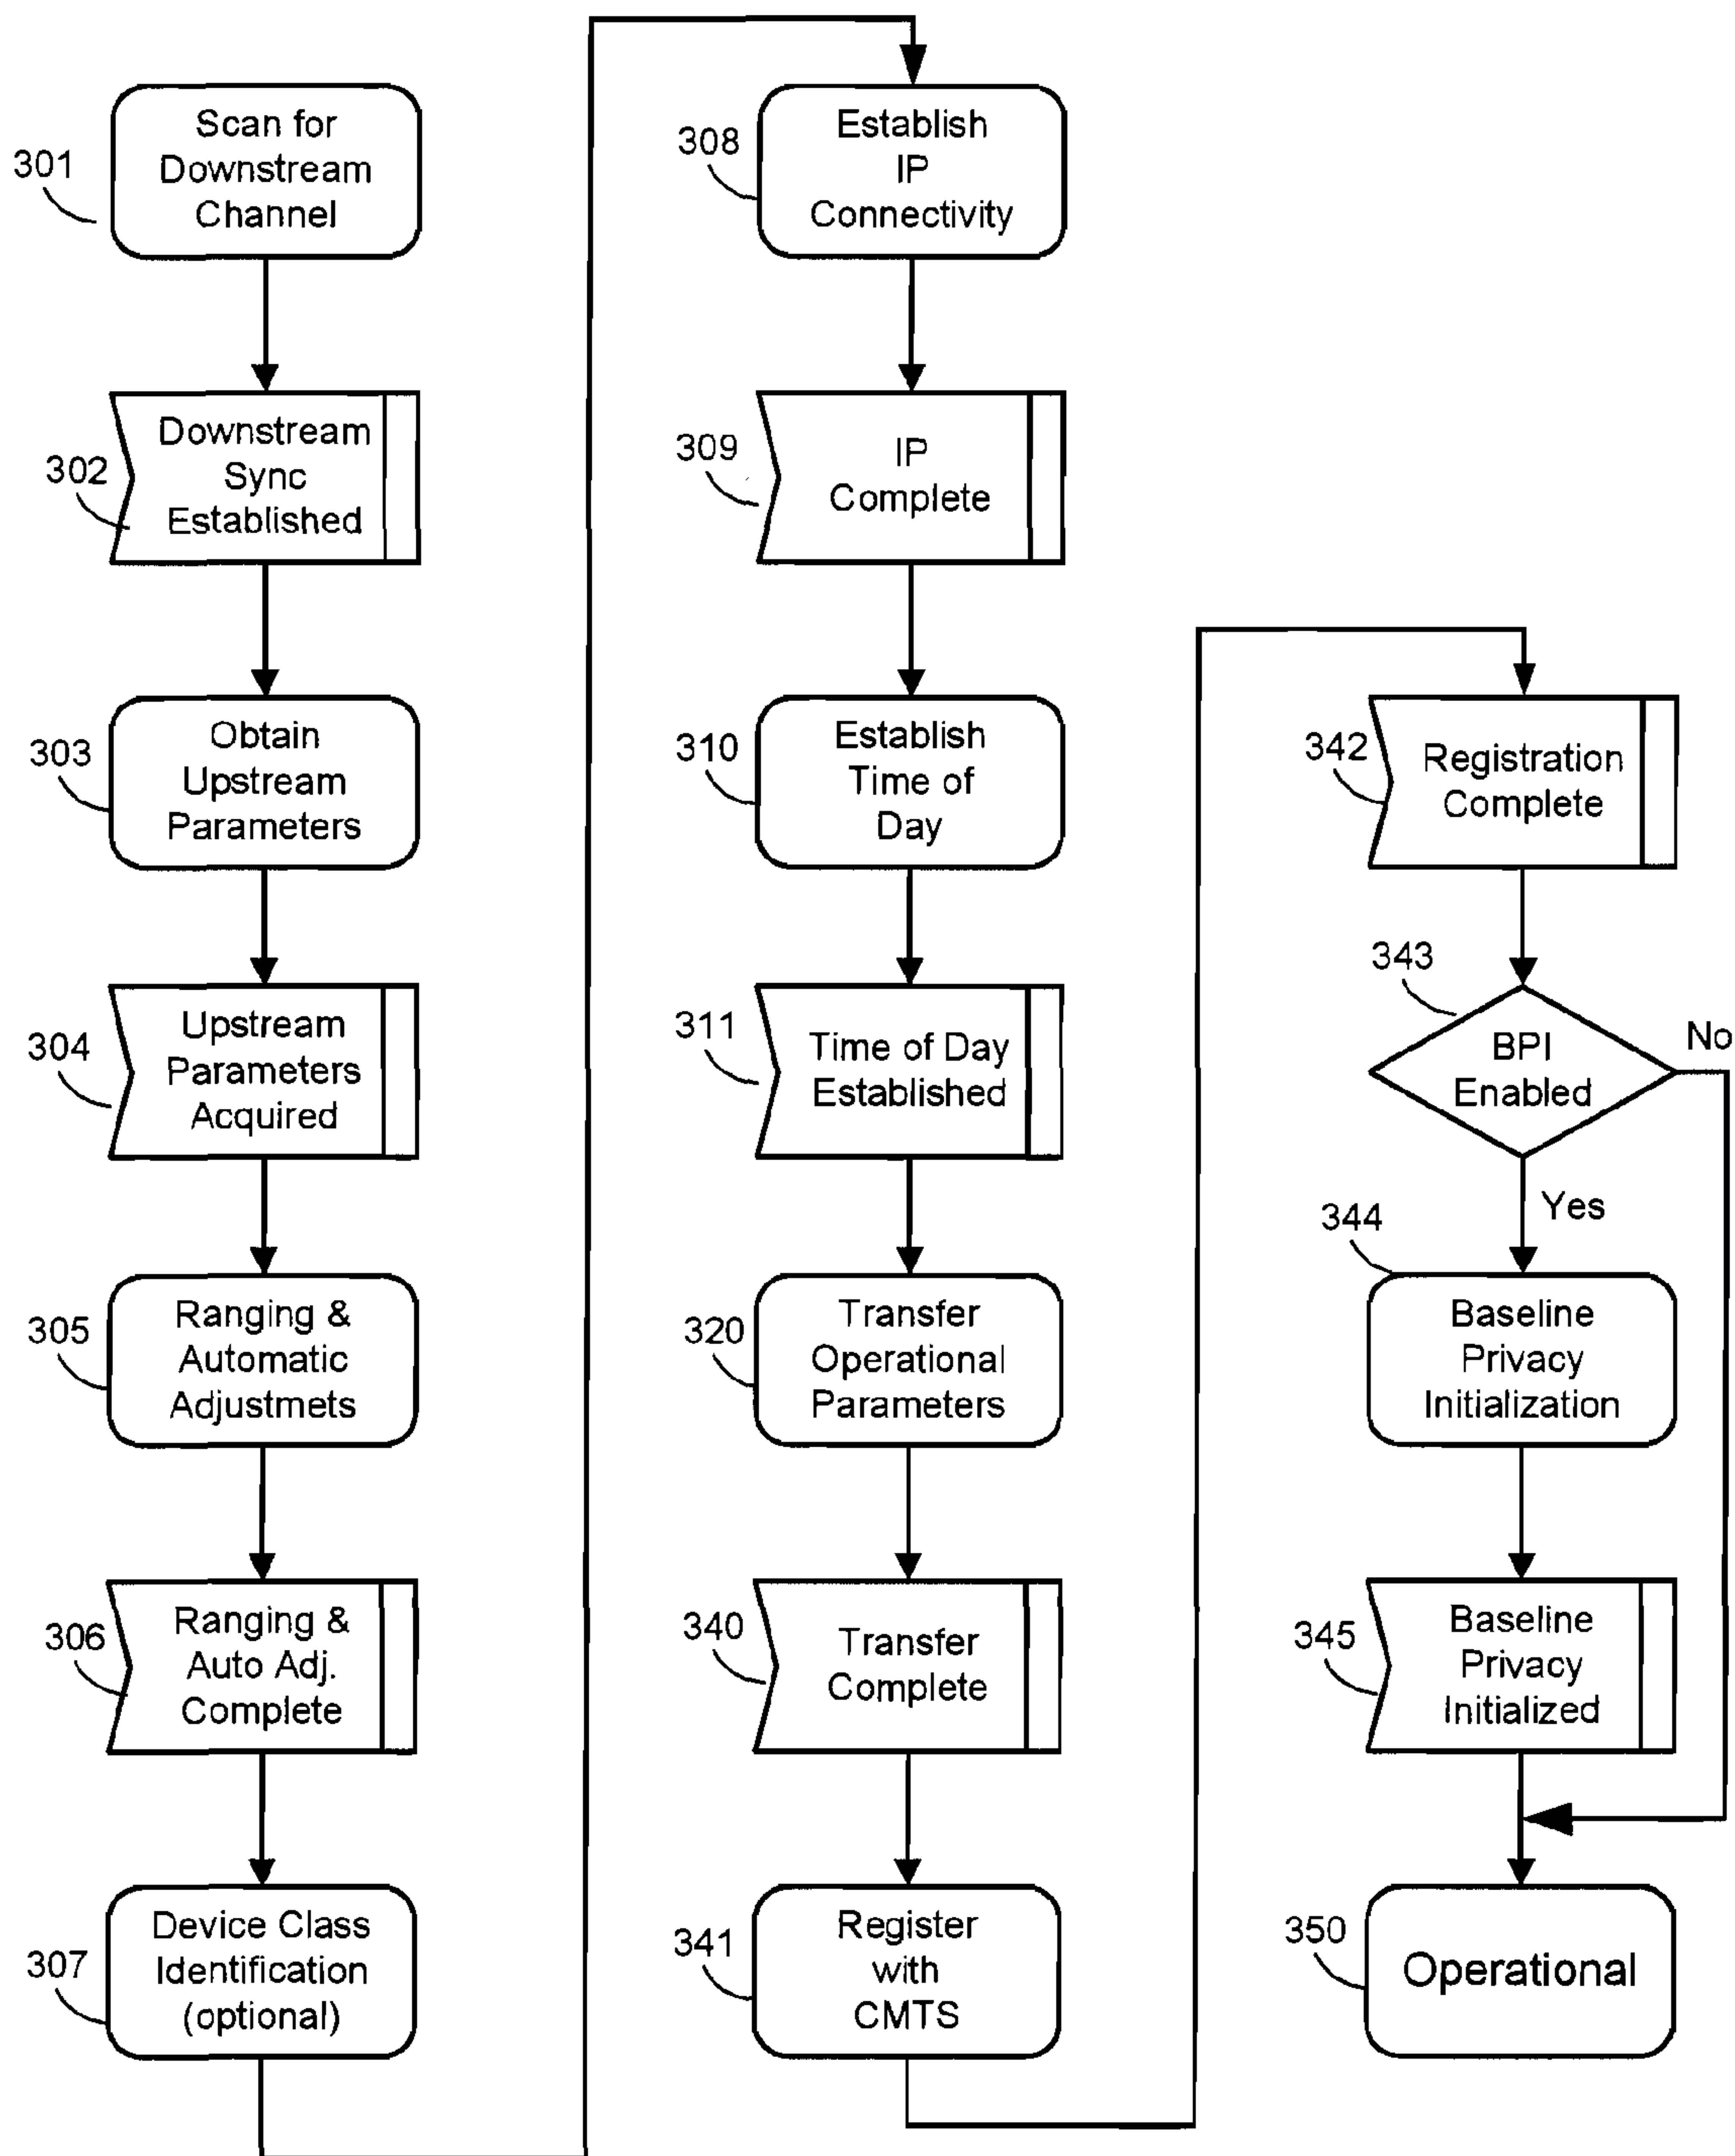 301
Scan for
Downstream
Channel
302
Downstream
Sync
Established
303
Obtain
Upstream
Parameters
304
Upstream
Parameters
Acquired
305
Ranging &
Automatic
Adjustmets
306
Ranging &
Auto Adj.
Complete
307
Device Class
Identification
(optional)
308
Establish
IP
Connectivity
309
IP
Complete
310
Establish
Time of
Day
311
Time of Day
Established
320
Transfer
Operational
Parameters
340
Transfer
Complete
341
Register
with
CMTS
342
Registration
Complete
343
BPI
Enabled
No
Yes
344
Baseline
Privacy
Initialization
345
Baseline
Privacy
Initialized
350
Operational